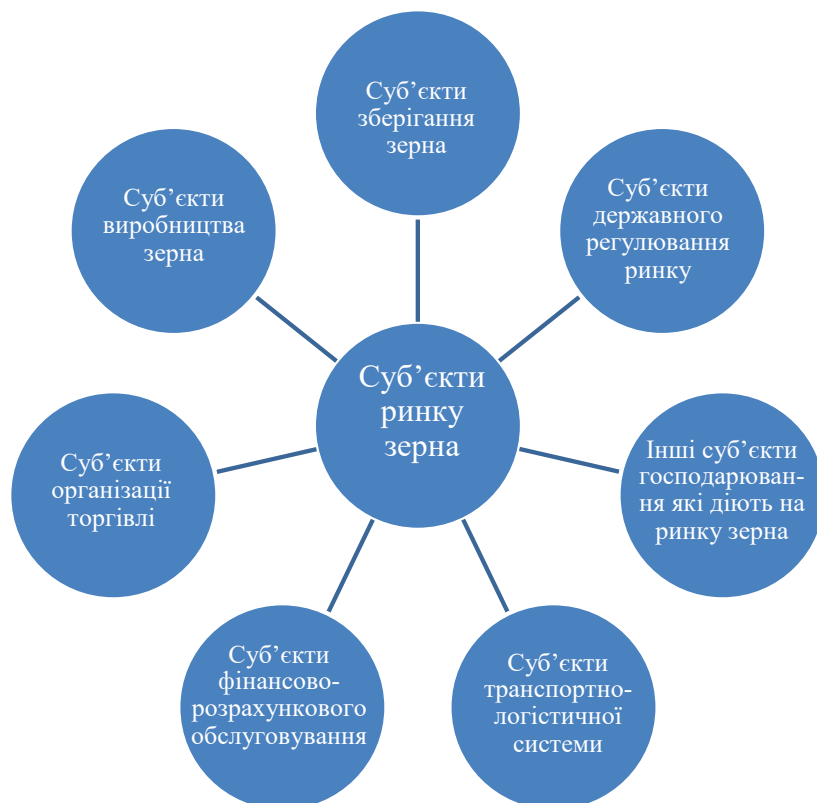 Суб’єкти
зберігання
зерна
Суб’єкти
державного
регулювання
ринку
Інші суб’єкти
господарюван-
ня які діють на
ринку зерна
Суб’єкти
транспортно-
логістичної
системи
Суб’єкти
фінансово-
розрахункового
обслуговування
Суб’єкти
організації
торгівлі
Суб’єкти
виробництва
зерна
Суб’єкти
ринку
зерна